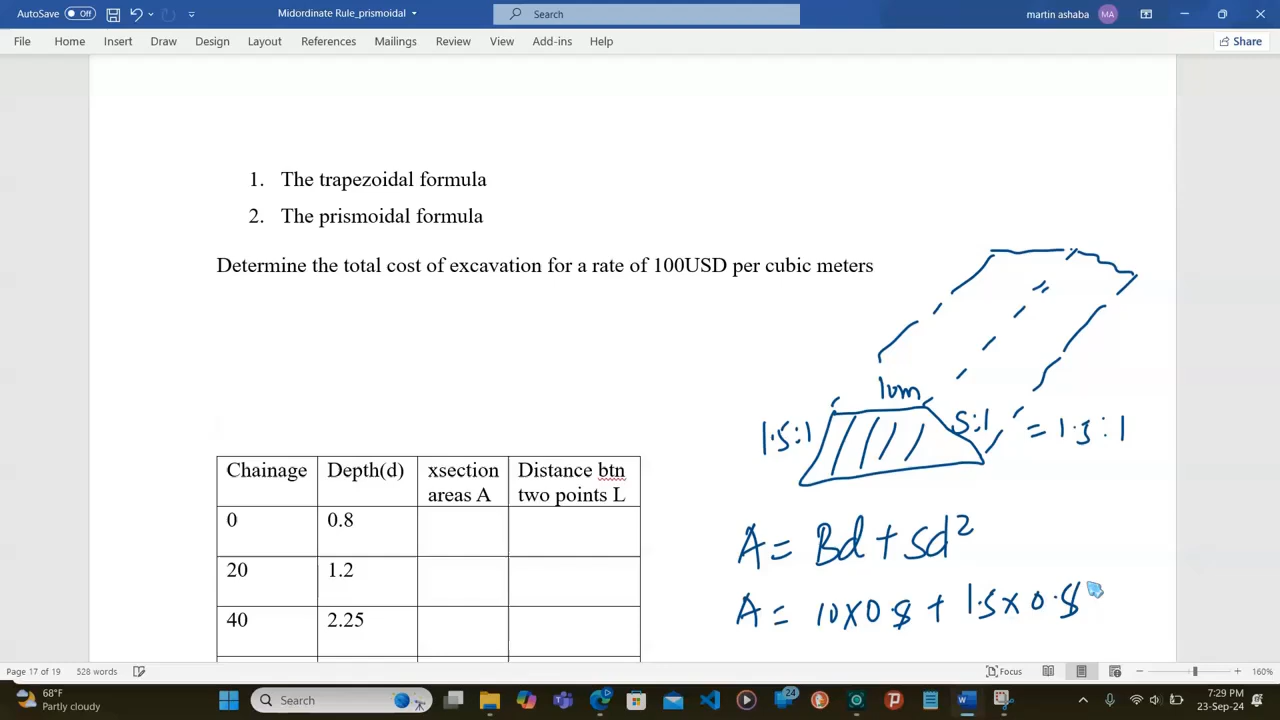 AutoSave Off Midordinate Rule_prismoidal Search martin ashaba MA
File Home Insert Draw Design Layout References Mailings Review View Add-ins Help Share
1. The trapezoidal formula
2. The prismoidal formula
Determine the total cost of excavation for a rate of 100USD per cubic meters
10m
1.5:1 S:1 = 1.5:1
Chainage Depth(d) xsection areas A Distance btn two points L
0 0.8
20 1.2
40 2.25
A = Bd + Sd²
A = 10x0.8 + 1.5x0.8
Page 17 of 19 528 words Focus 160%
68°F
Partly cloudy
Search
24
7:29 PM
23-Sep-24